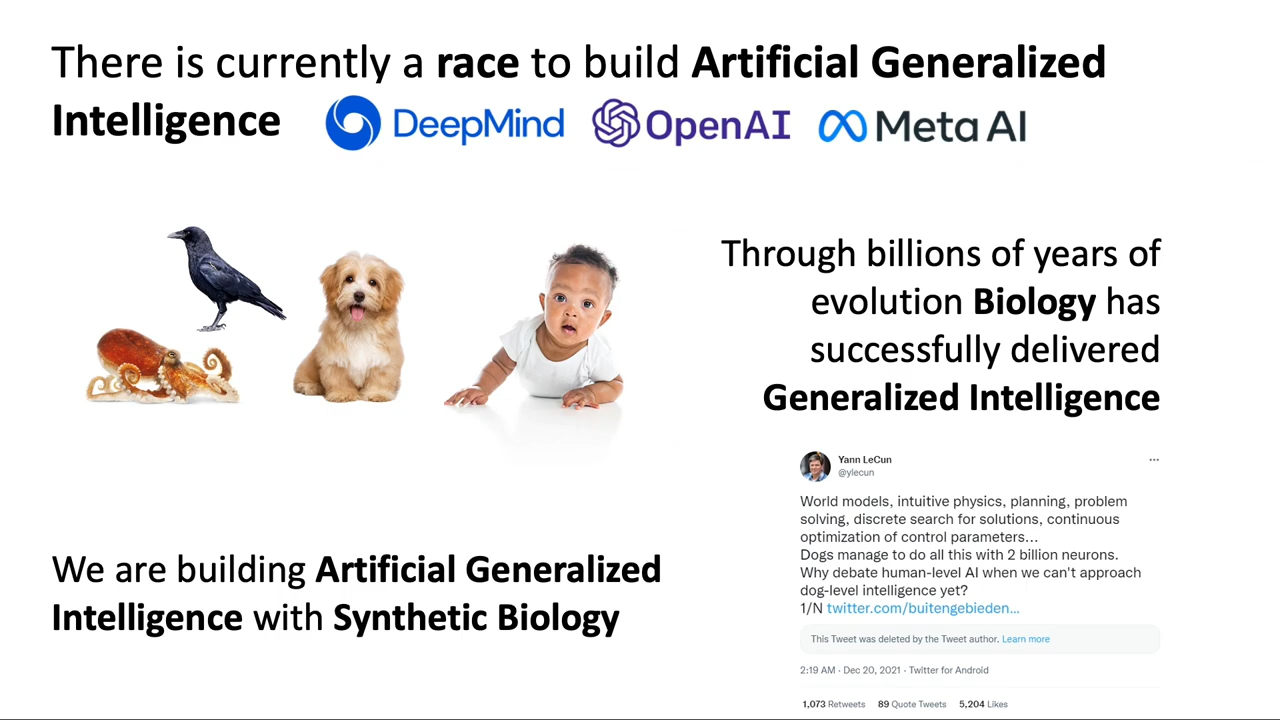 There is currently a race to build Artificial Generalized
Intelligence
DeepMind
OpenAI
Meta AI
Through billions of years of
evolution Biology has
successfully delivered
Generalized Intelligence
Yann LeCun
@ylecun
World models, intuitive physics, planning, problem
solving, discrete search for solutions, continuous
optimization of control parameters...
Dogs manage to do all this with 2 billion neurons.
Why debate human-level AI when we can't approach
dog-level intelligence yet?
1/N twitter.com/buitengebieden...
This Tweet was deleted by the Tweet author. Learn more
2:19 AM · Dec 20, 2021 · Twitter for Android
1,073 Retweets 89 Quote Tweets 5,204 Likes
We are building Artificial Generalized
Intelligence with Synthetic Biology